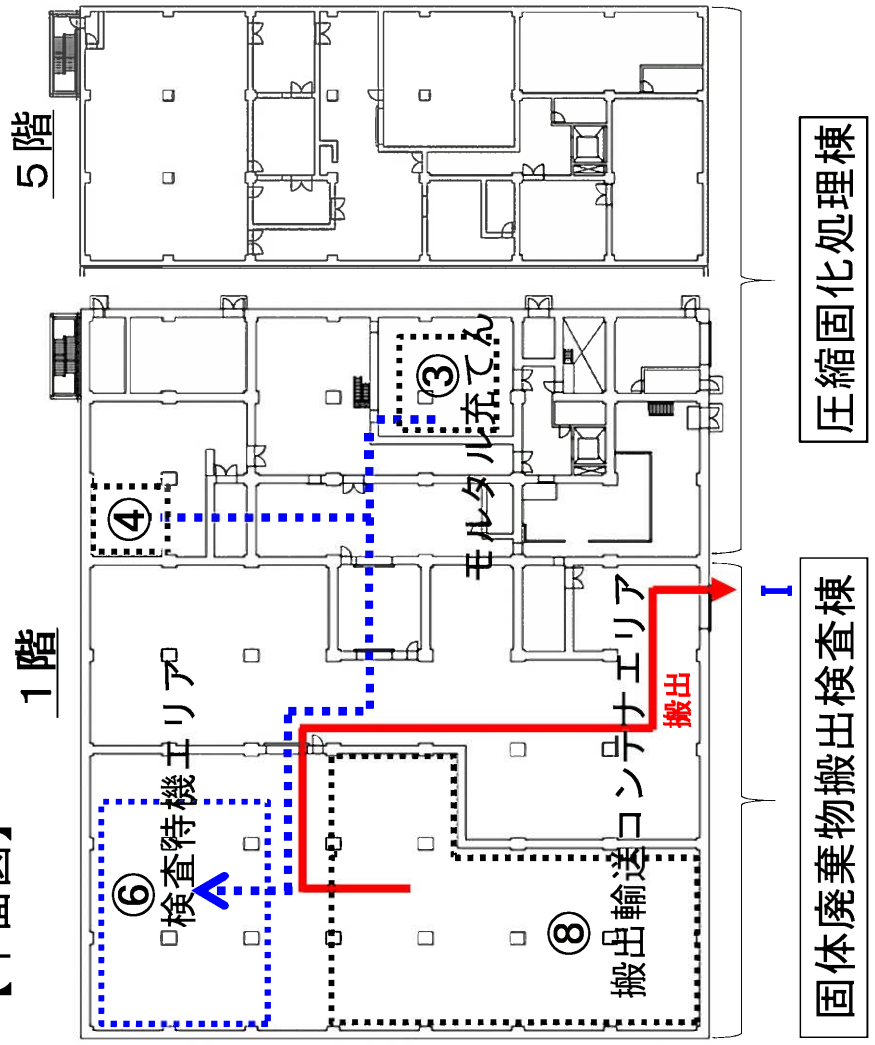 【平面図】
1階
5階
④
③
モルタル充てん
⑥
検査待機エリア
⑧
搬出輸送コンテナエリア
搬出
固体廃棄物搬出検査棟
圧縮固化処理棟